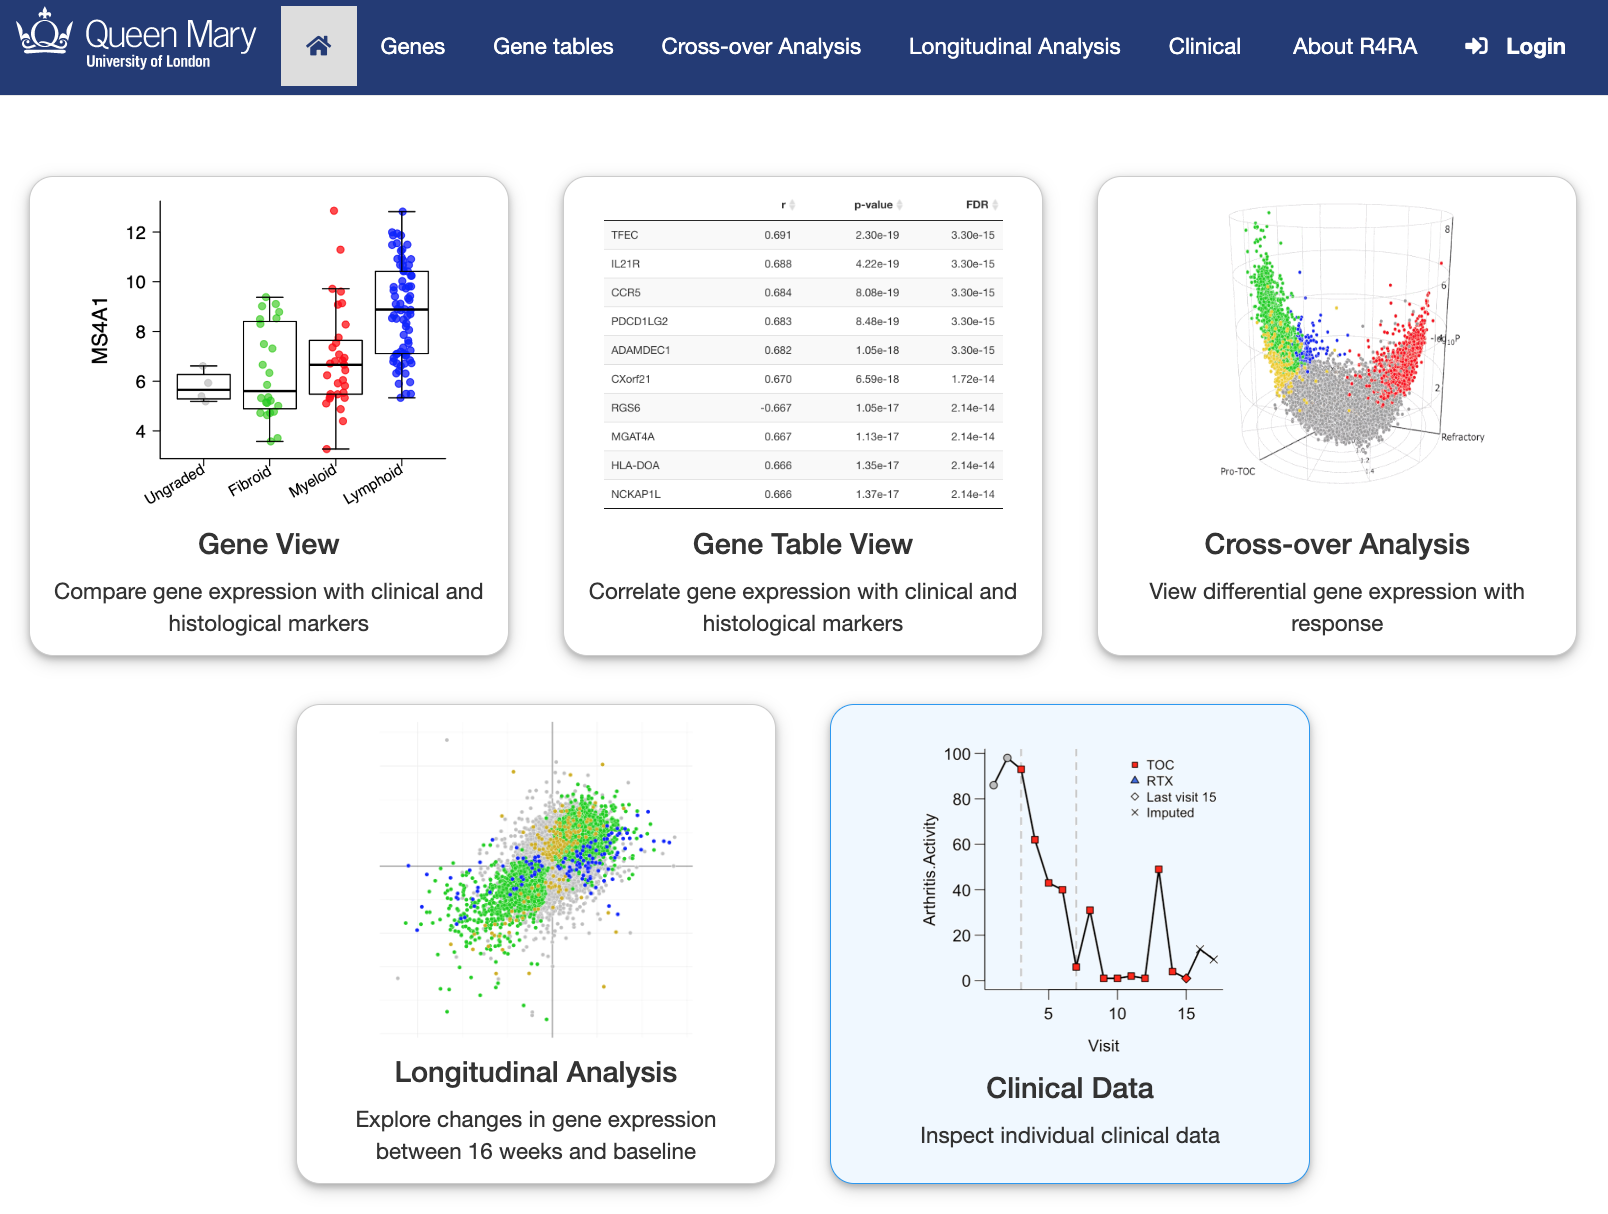 Queen Mary
University of London
Genes
Gene tables
Cross-over Analysis
Longitudinal Analysis
Clinical
About R4RA
Login
MS4A1
12
10
8
6
4
Ungraded
Fibroid
Myeloid
Lymphoid
Gene View
Compare gene expression with clinical and
histological markers
r p-value FDR
TFEC 0.691 2.30e-19 3.30e-15
IL21R 0.688 4.22e-19 3.30e-15
CCR5 0.684 8.08e-19 3.30e-15
PDCD1LG2 0.683 8.48e-19 3.30e-15
ADAMDEC1 0.682 1.05e-18 3.30e-15
CXorf21 0.670 6.59e-18 1.72e-14
RGS6 -0.667 1.05e-17 2.14e-14
MGAT4A 0.667 1.13e-17 2.14e-14
HLA-DOA 0.666 1.35e-17 2.14e-14
NCKAP1L 0.666 1.37e-17 2.14e-14
Gene Table View
Correlate gene expression with clinical and
histological markers
8
6
P
2
Refractory
Pro-TOC
1.2
1.4
Cross-over Analysis
View differential gene expression with
response
Longitudinal Analysis
Explore changes in gene expression
between 16 weeks and baseline
Arthritis.Activity
100
80
60
40
20
0
TOC
RTX
Last visit 15
Imputed
5 10 15
Visit
Clinical Data
Inspect individual clinical data